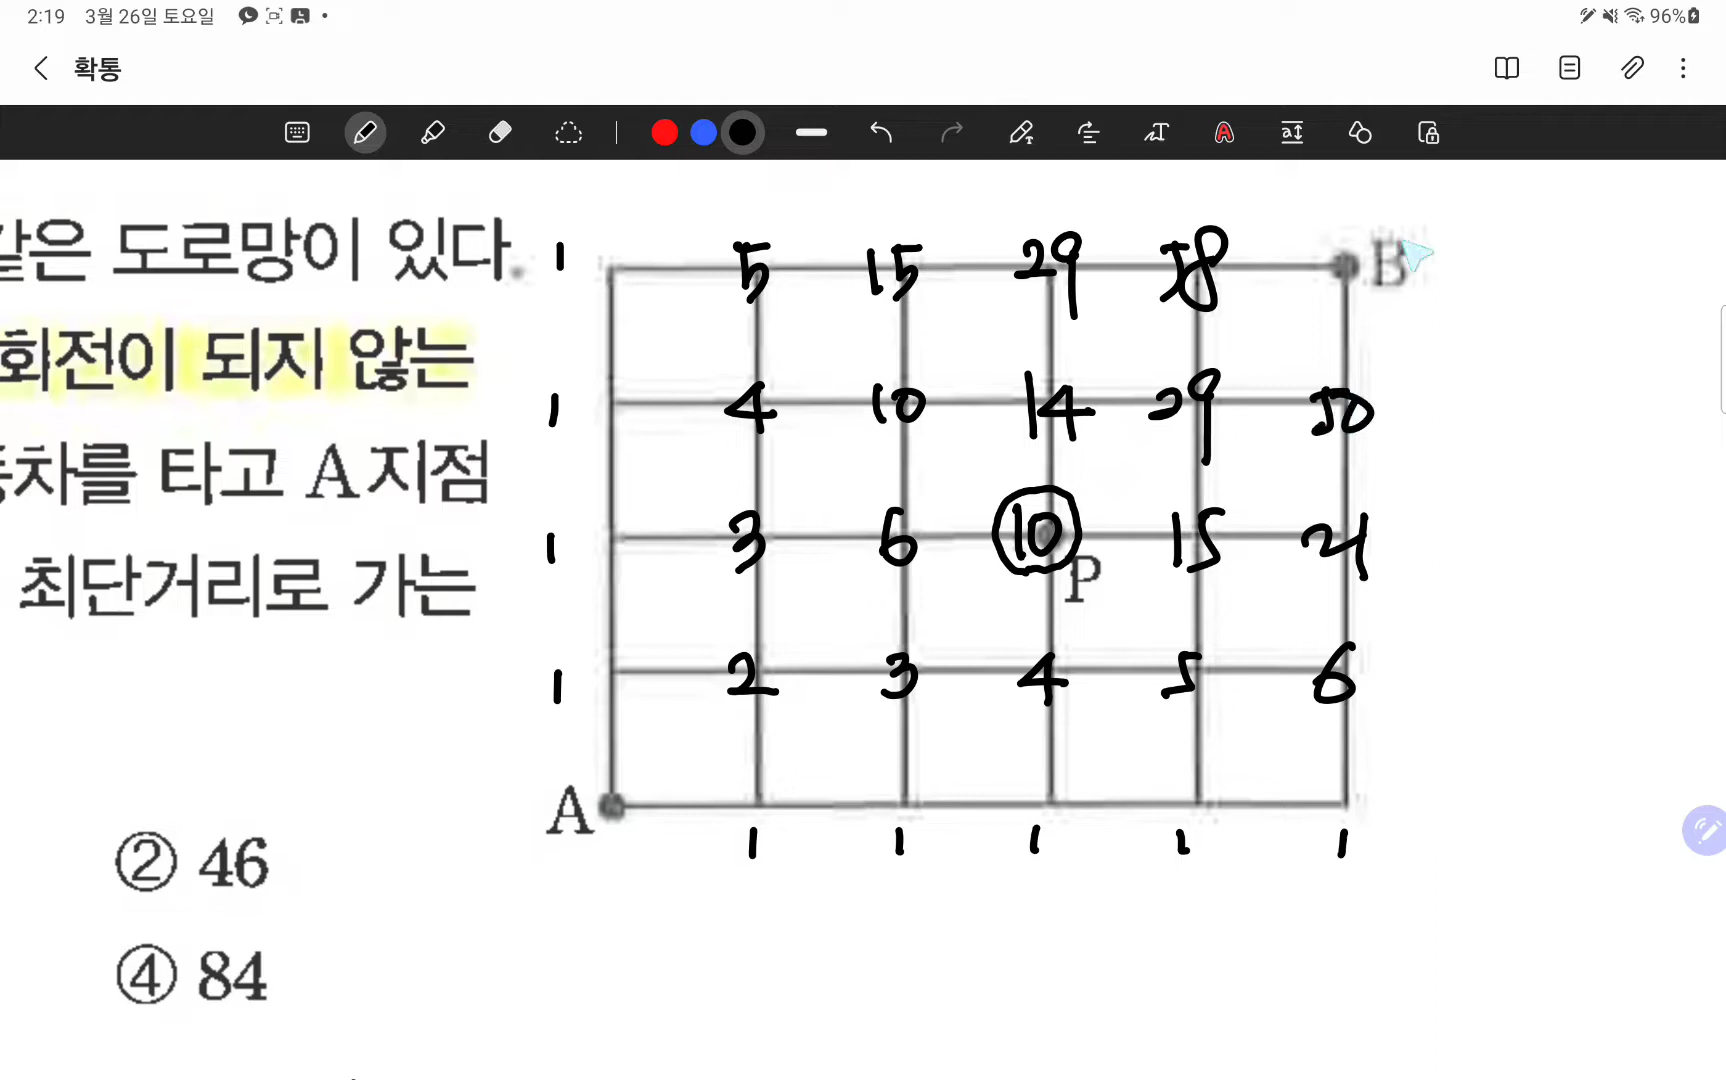 2:19 3월 26일 토요일
96%
확통
같은 도로망이 있다.
회전이 되지 않는
동차를 타고 A지점
최단거리로 가는
② 46
④ 84
1 5 15 29 58 B
1 4 10 14 29 50
1 3 6 10 15 21
P
1 2 3 4 5 6
A
1 1 1 1 1